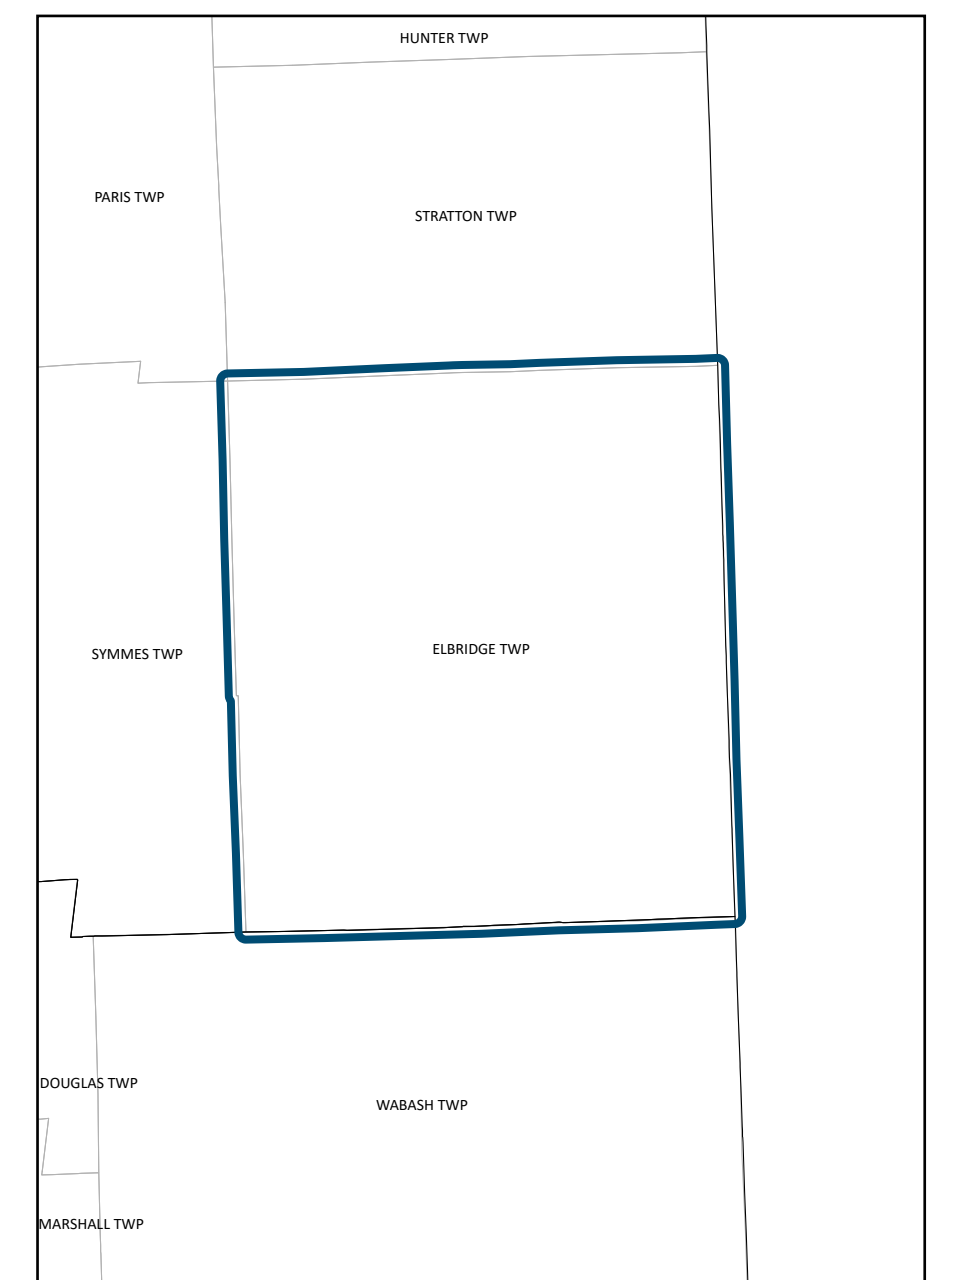 HUNTER TWP
PARIS TWP
STRATTON TWP
ELBRIDGE TWP
SYMMES TWP
DOUGLAS TWP
WABASH TWP
MARSHALL TWP